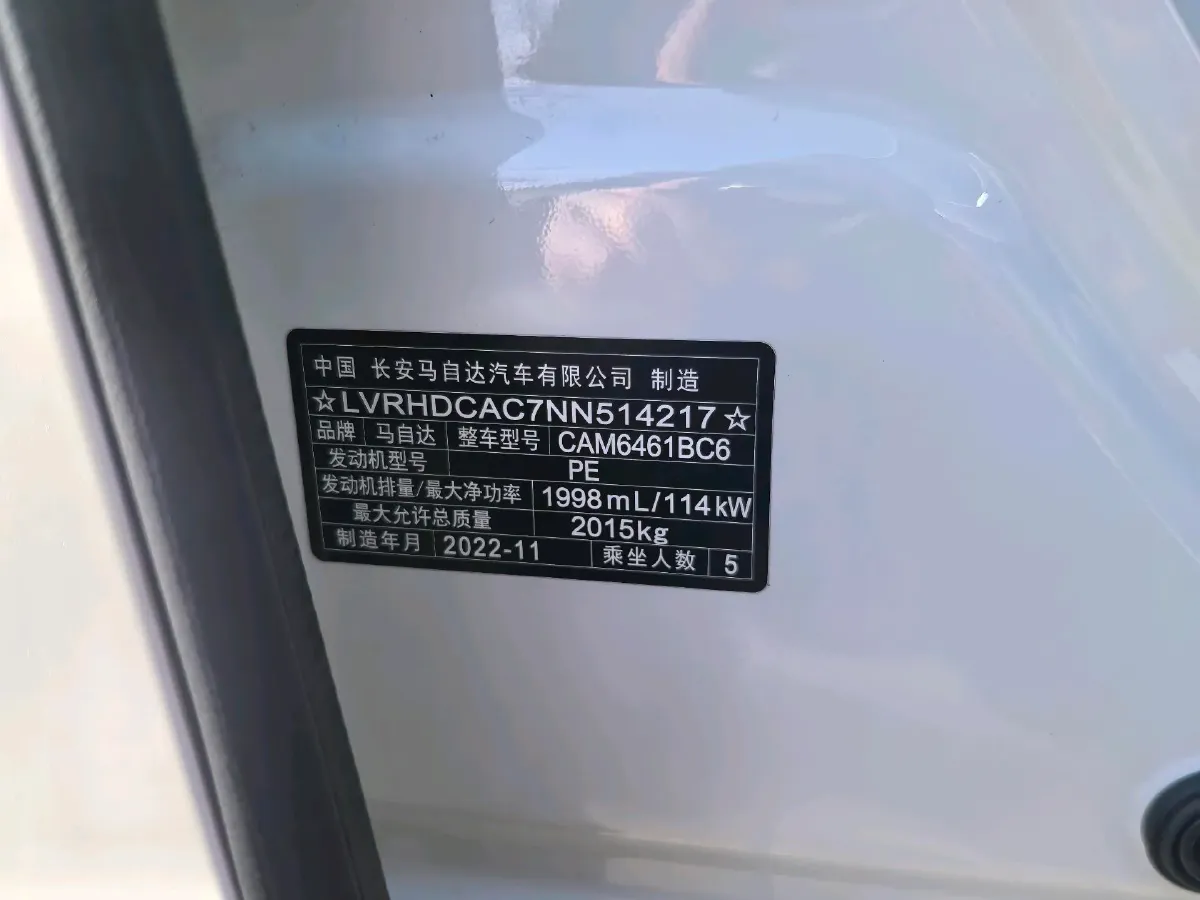 中国 长安马自达汽车有限公司 制造
☆LVRHDCAC7NN514217☆
品牌 马自达 整车型号 CAM6461BC6
发动机型号 PE
发动机排量/最大净功率 1998mL/114kW
最大允许总质量 2015kg
制造年月 2022-11 乘坐人数 5